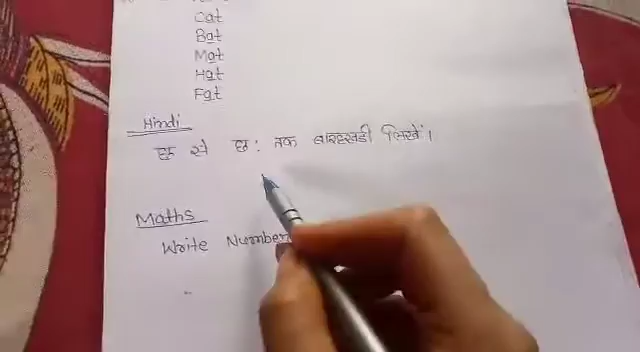 Cat
Bat
Mat
Hat
Fat
Hindi
छ से छः तक बारहखडी लिखें।
Maths
Write Number